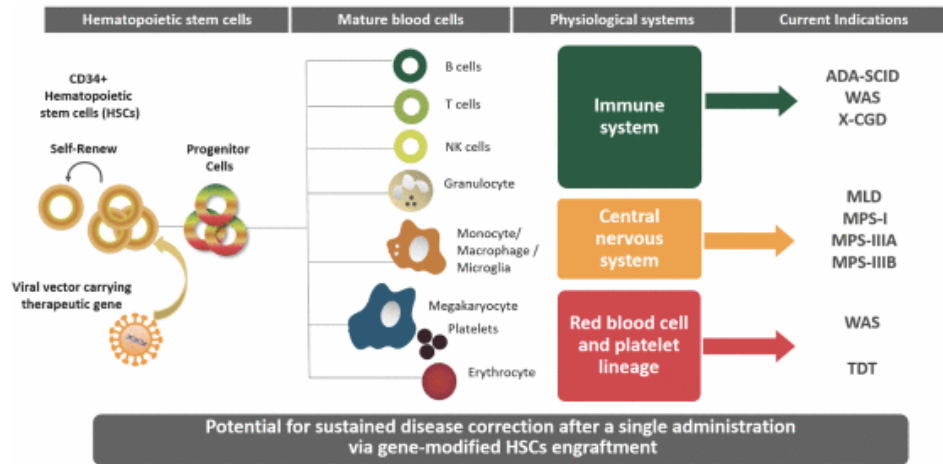 Hematopoietic stem cells
Mature blood cells
Physiological systems
Current Indications
CD34+
Hematopoietic
stem cells (HSCs)
Self-Renew
Progenitor
Cells
Viral vector carrying
therapeutic gene
B cells
T cells
NK cells
Granulocyte
Monocyte/
Macrophage /
Microglia
Megakaryocyte
Platelets
Erythrocyte
Immune
system
Central
nervous
system
Red blood cell
and platelet
lineage
ADA-SCID
WAS
X-CGD
MLD
MPS-I
MPS-IIIA
MPS-IIIB
WAS
TDT
Potential for sustained disease correction after a single administration
via gene-modified HSCs engraftment